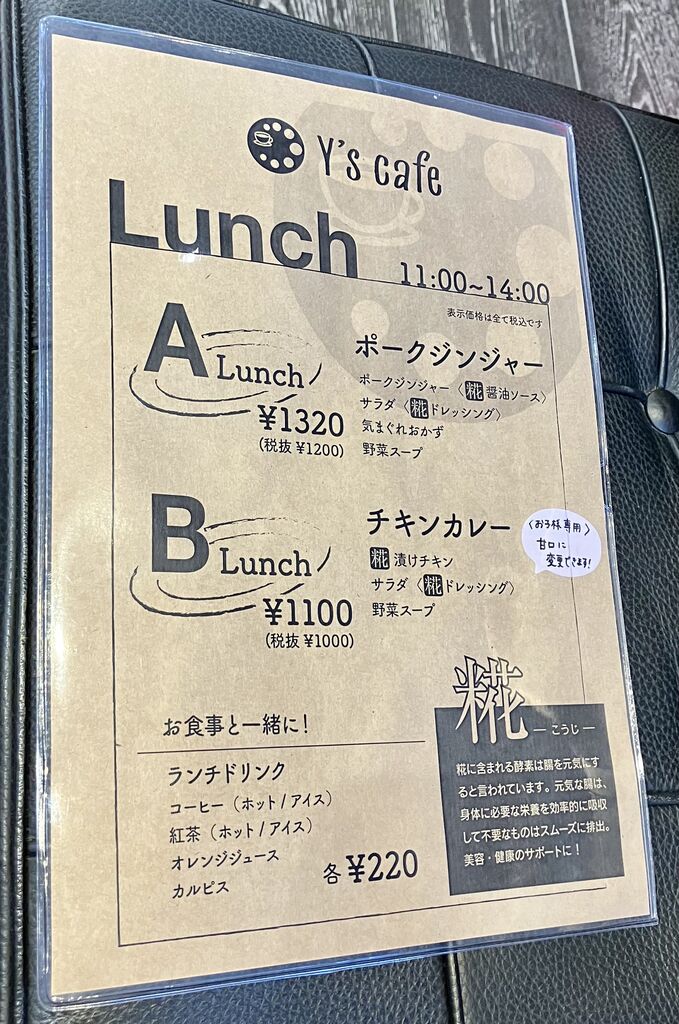 Y's cafe
Lunch
11:00~14:00
表示価格は全て税込です
A Lunch
¥1320
(税抜 ¥1200)
ポークジンジャー
ポークジンジャー〈糀醤油ソース〉
サラダ〈糀ドレッシング〉
気まぐれおかず
野菜スープ
B Lunch
¥1100
(税抜 ¥1000)
チキンカレー
糀漬けチキン
サラダ〈糀ドレッシング〉
野菜スープ
〈お子様専用〉
甘口に
変更できます!
お食事と一緒に!
ランチドリンク
コーヒー(ホット/アイス)
紅茶(ホット/アイス)
オレンジジュース
カルピス
各¥220
糀
―こうじ―
糀に含まれる酵素は腸を元気にす
ると言われています。元気な腸は、
身体に必要な栄養を効率的に吸収
して不要なものはスムーズに排出。
美容・健康のサポートに!